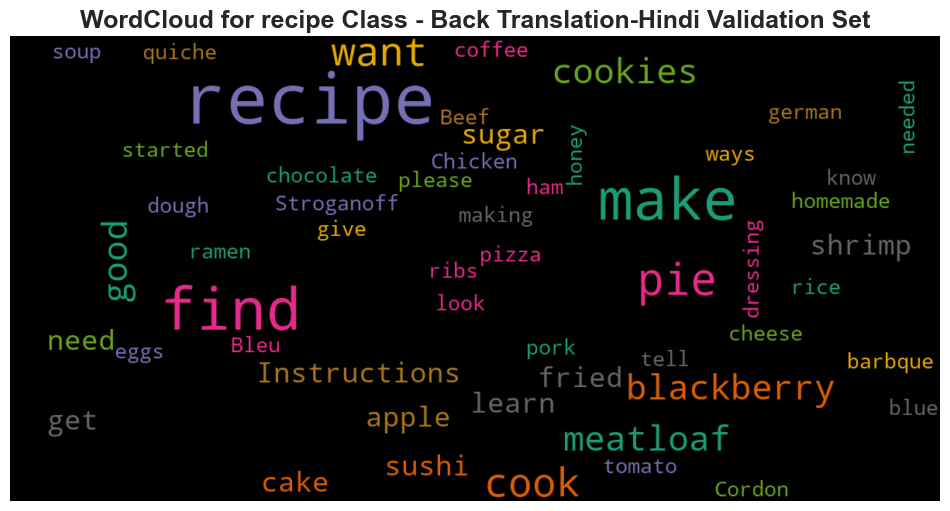 WordCloud for recipe Class - Back Translation-Hindi Validation Set
soup quiche want coffee
cookies
recipe Beef german needed
started sugar honey ways
chocolate Chicken please ham know
dough Stroganoff making make homemade
good give shrimp
ramen pizza dressing
ribs pie rice
find look
need eggs Bleu cheese
Instructions pork tell barbque
fried blackberry
get apple learn blue
meatloaf
cake sushi cook tomato Cordon